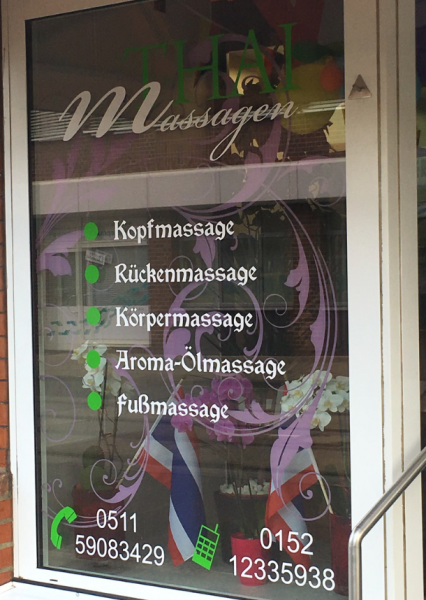 THAI
Massagen
Kopfmassage
Rückenmassage
Körpermassage
Aroma-Ölmassage
Fußmassage
0511
59083429
0152
12335938